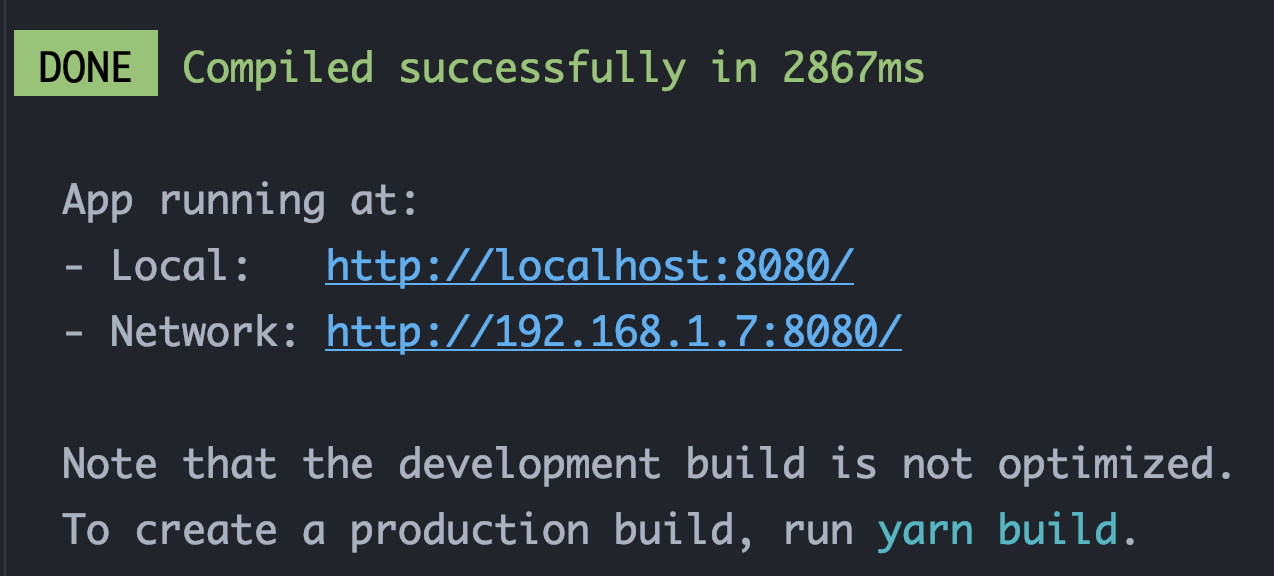 DONE Compiled successfully in 2867ms
App running at:
- Local: http://localhost:8080/
- Network: http://192.168.1.7:8080/
Note that the development build is not optimized.
To create a production build, run yarn build.